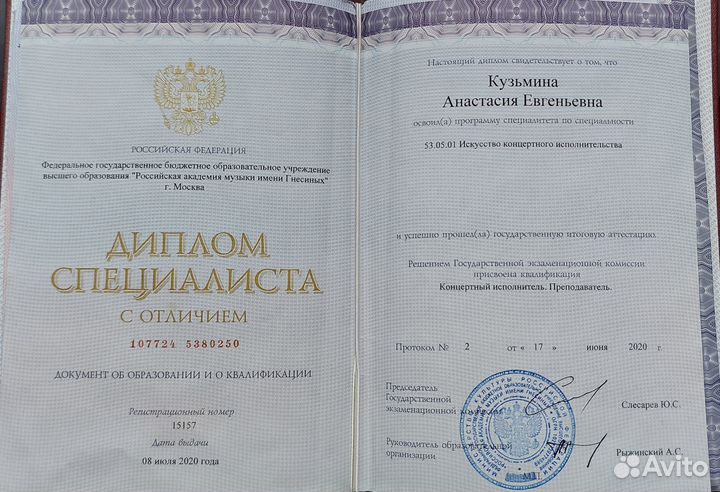 РОССИЙСКАЯ ФЕДЕРАЦИЯ
Федеральное государственное бюджетное образовательное учреждение
высшего образования "Российская академия музыки имени Гнесиных"
г. Москва
ДИПЛОМ
СПЕЦИАЛИСТА
С ОТЛИЧИЕМ
107724 5380250
ДОКУМЕНТ ОБ ОБРАЗОВАНИИ И О КВАЛИФИКАЦИИ
Регистрационный номер
15157
Дата выдачи
08 июля 2020 года
Настоящий диплом свидетельствует о том, что
Кузьмина
Анастасия Евгеньевна
освоил(а) программу специалитета по специальности
53.05.01 Искусство концертного исполнительства
и успешно прошел(ла) государственную итоговую аттестацию.
Решением Государственной экзаменационной комиссии
присвоена квалификация
Концертный исполнитель. Преподаватель.
Протокол № 2 от « 17 » июня 2020 г.
Председатель
Государственной
экзаменационной комиссии
Слесарев Ю.С.
Руководитель образовательной
организации
Рыжинский А.С.
Avito